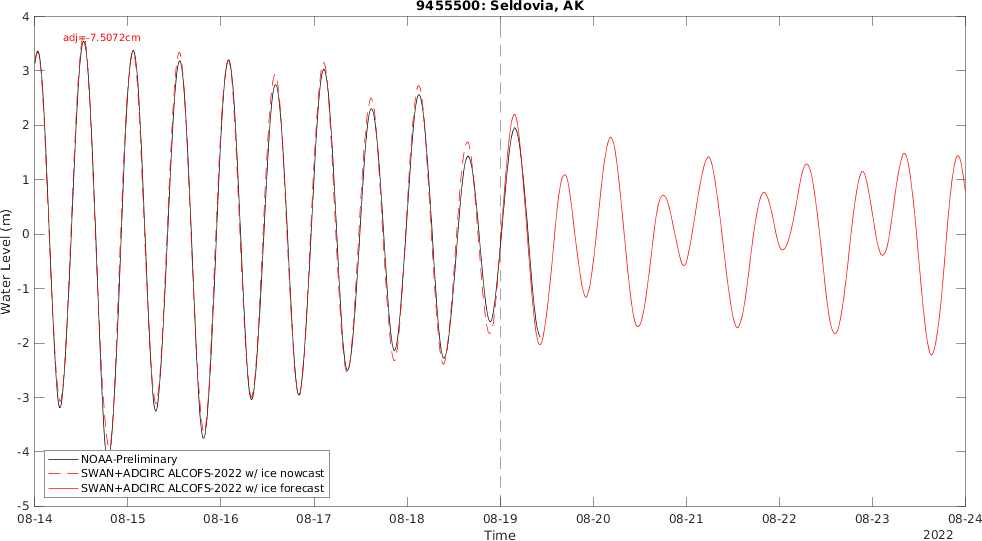 9455500: Seldovia, AK
adj=-7.5072cm
4
3
2
1
0
-1
-2
-3
-4
-5
Water Level (m)
NOAA-Preliminary
SWAN+ADCIRC ALCOFS-2022 w/ ice nowcast
SWAN+ADCIRC ALCOFS-2022 w/ ice forecast
08-14 08-15 08-16 08-17 08-18 08-19 08-20 08-21 08-22 08-23 08-24
Time
2022